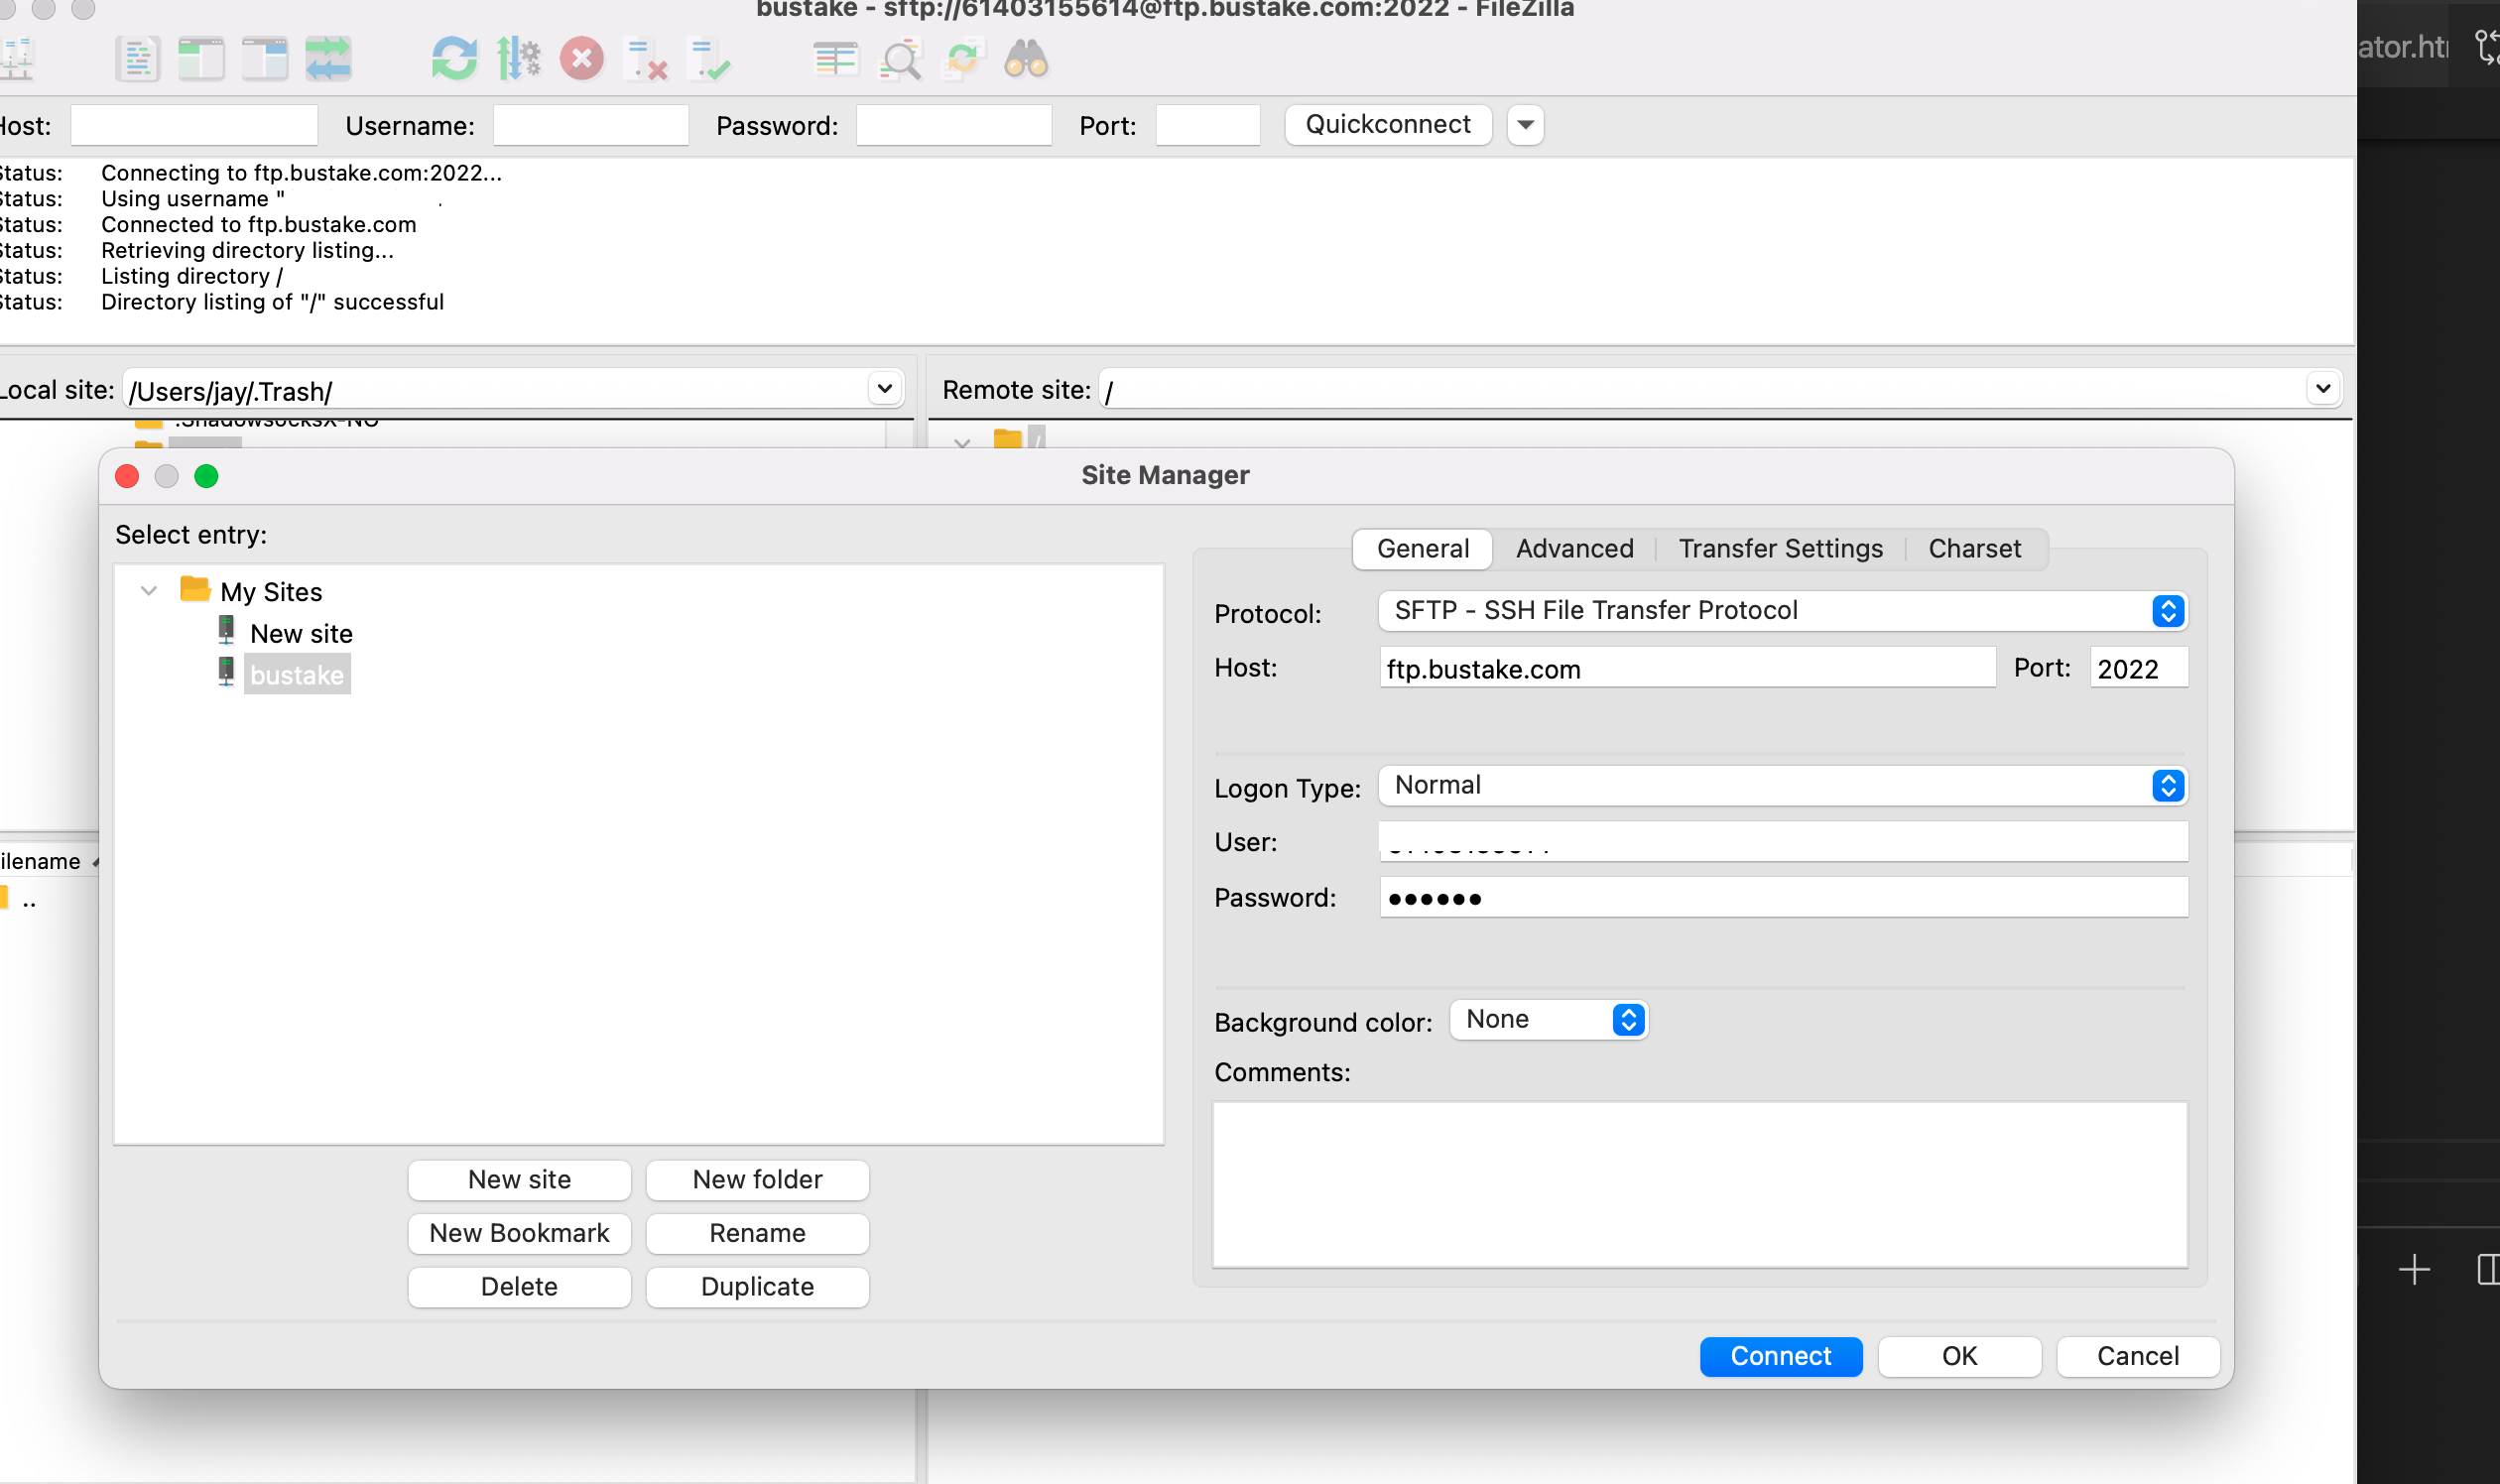 bustake - sftp://61403155614@ftp.bustake.com:2022 - FileZilla
ator.ht
Host: Username: Password: Port: Quickconnect
Status: Connecting to ftp.bustake.com:2022...
Status: Using username "
Status: Connected to ftp.bustake.com
Status: Retrieving directory listing...
Status: Listing directory /
Status: Directory listing of "/" successful
Local site: /Users/jay/.Trash/
Remote site: /
.ShadowsocksX-NG
/
Site Manager
Select entry:
My Sites
New site
bustake
General Advanced Transfer Settings Charset
Protocol: SFTP - SSH File Transfer Protocol
Host: ftp.bustake.com Port: 2022
Logon Type: Normal
User:
Password: ●●●●●●
Background color: None
Comments:
ilename
..
New site New folder
New Bookmark Rename
Delete Duplicate
Connect OK Cancel